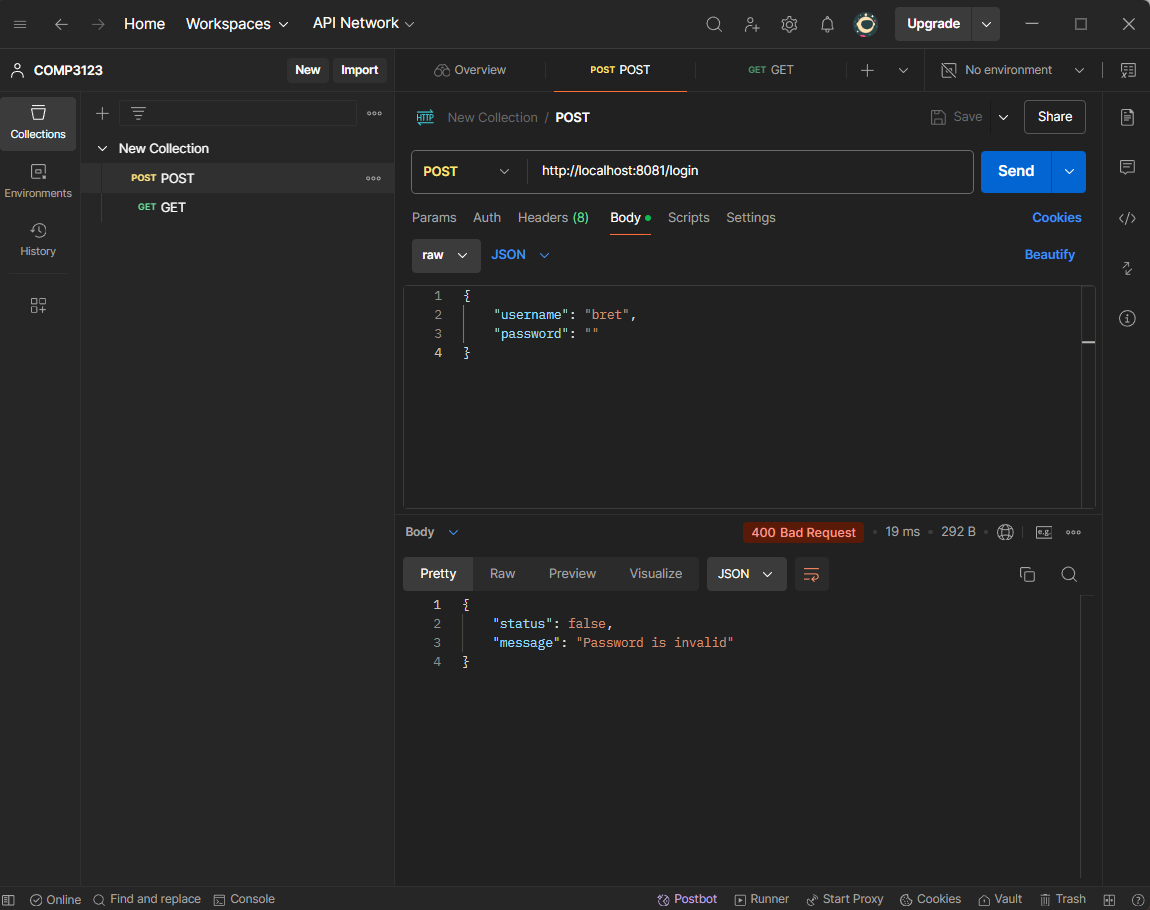 Home Workspaces API Network Upgrade
COMP3123 New Import Overview POST POST GET GET No environment
Collections
Environments
History
New Collection
POST POST
GET GET
HTTP New Collection / POST Save Share
POST http://localhost:8081/login Send
Params Auth Headers (8) Body Scripts Settings Cookies
raw JSON Beautify
1 {
2 "username": "bret",
3 "password": ""
4 }
Body 400 Bad Request 19 ms 292 B e.g.
Pretty Raw Preview Visualize JSON
1 {
2 "status": false,
3 "message": "Password is invalid"
4 }
Online Find and replace Console Postbot Runner Start Proxy Cookies Vault Trash